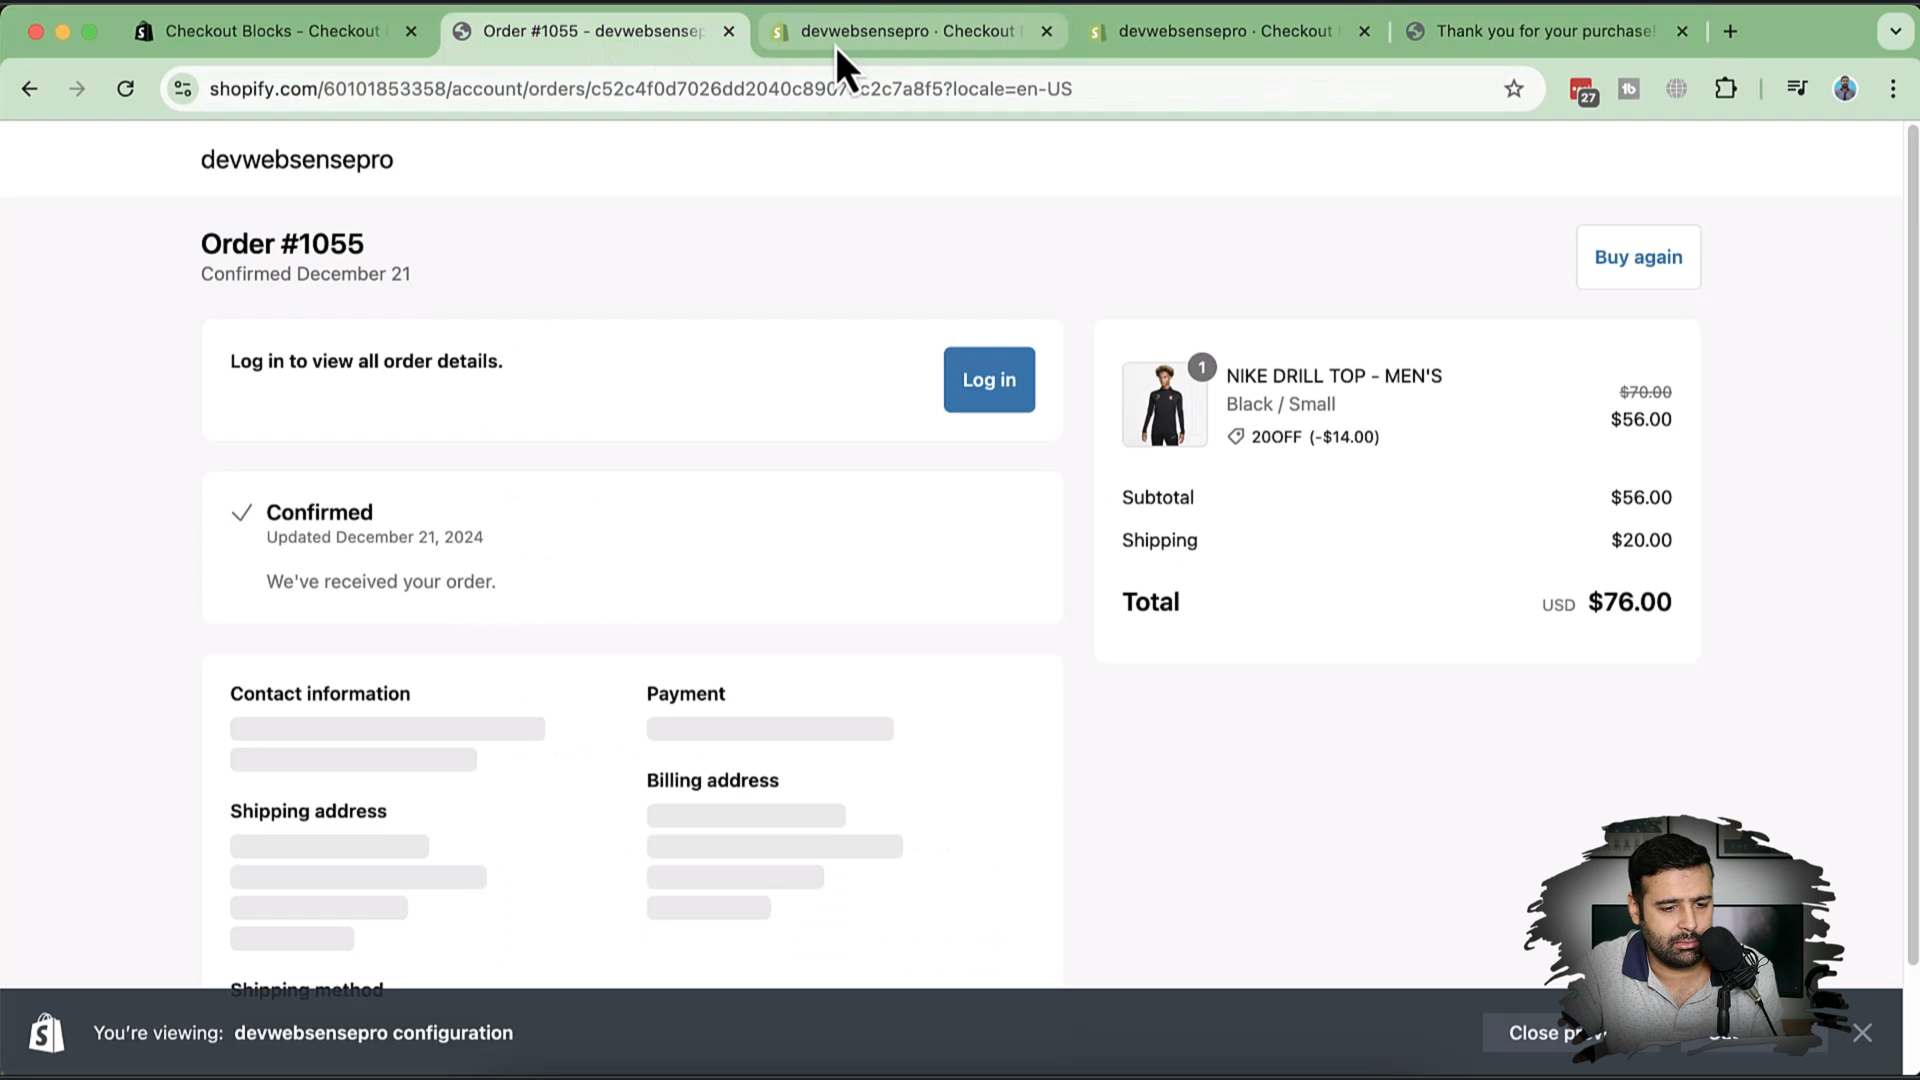 Checkout Blocks - Checkout
Order #1055 - devwebsensep
devwebsensepro · Checkout
devwebsensepro · Checkout
Thank you for your purchase!
shopify.com/60101853358/account/orders/c52c4f0d7026dd2040c890 c2c7a8f5?locale=en-US
27
devwebsensepro
Order #1055
Confirmed December 21
Buy again
Log in to view all order details.
Log in
1
NIKE DRILL TOP - MEN'S
Black / Small
20OFF (-$14.00)
$70.00
$56.00
Subtotal $56.00
Shipping $20.00
Total USD $76.00
Confirmed
Updated December 21, 2024
We've received your order.
Contact information
Payment
Billing address
Shipping address
Shipping method
You're viewing: devwebsensepro configuration
Close